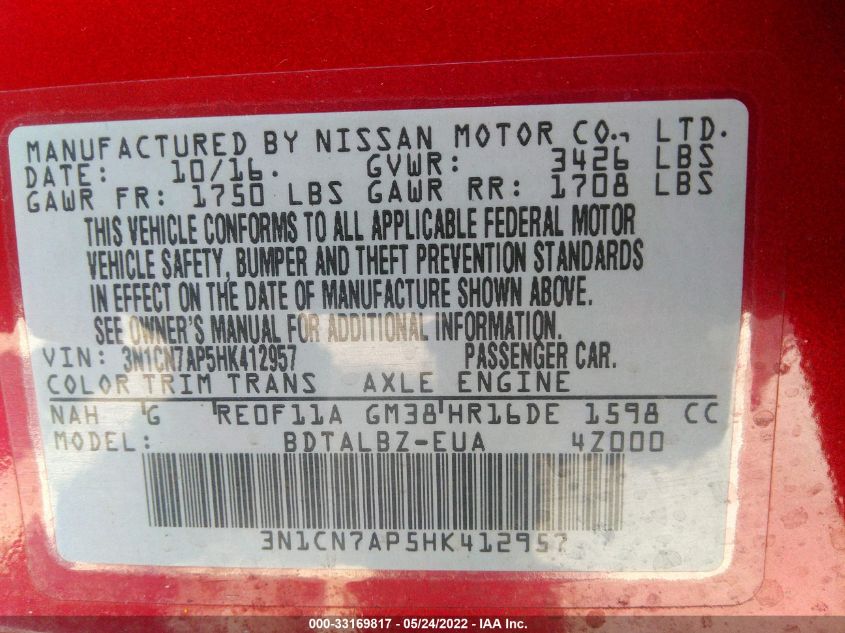 MANUFACTURED BY NISSAN MOTOR CO., LTD.
DATE: 10/16. GVWR: 3426 LBS
GAWR FR: 1750 LBS GAWR RR: 1708 LBS
THIS VEHICLE CONFORMS TO ALL APPLICABLE FEDERAL MOTOR
VEHICLE SAFETY, BUMPER AND THEFT PREVENTION STANDARDS
IN EFFECT ON THE DATE OF MANUFACTURE SHOWN ABOVE.
SEE OWNER'S MANUAL FOR ADDITIONAL INFORMATION.
VIN: 3N1CN7AP5HK412957 PASSENGER CAR.
COLOR TRIM TRANS AXLE ENGINE
NAH G RE0F11A GM38 HR16DE 1598 CC
MODEL: BDTALBZ-EUA 4Z000
3N1CN7AP5HK412957
000-33169817 - 05/24/2022 - IAA Inc.